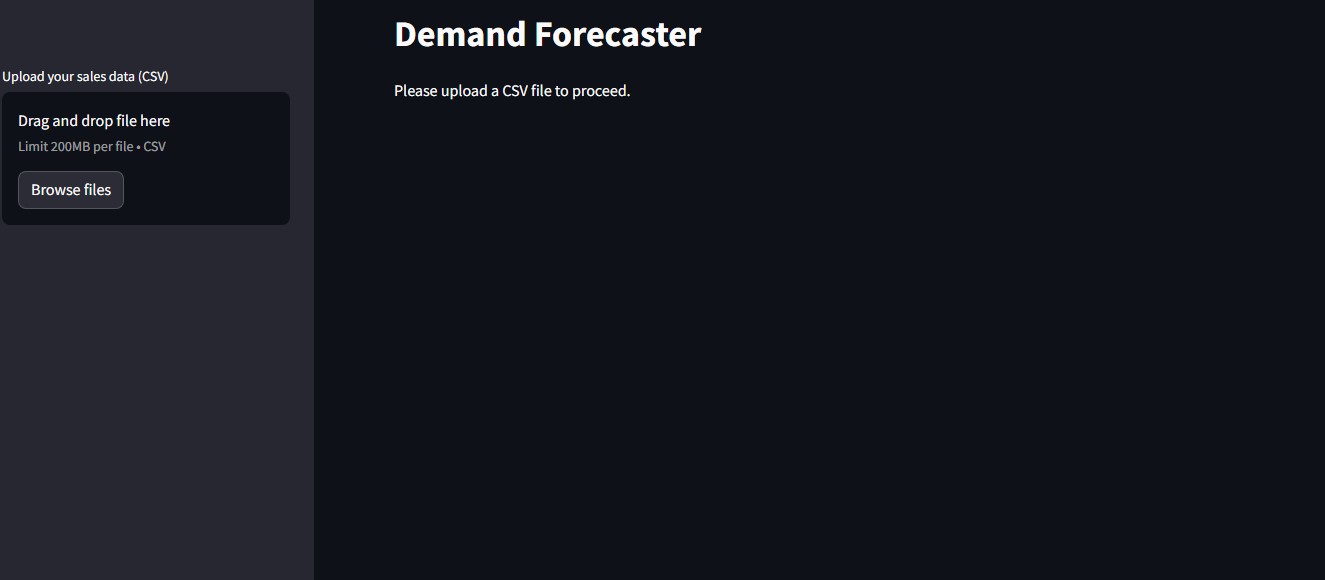 Upload your sales data (CSV)
Drag and drop file here
Limit 200MB per file • CSV
Browse files
Demand Forecaster
Please upload a CSV file to proceed.